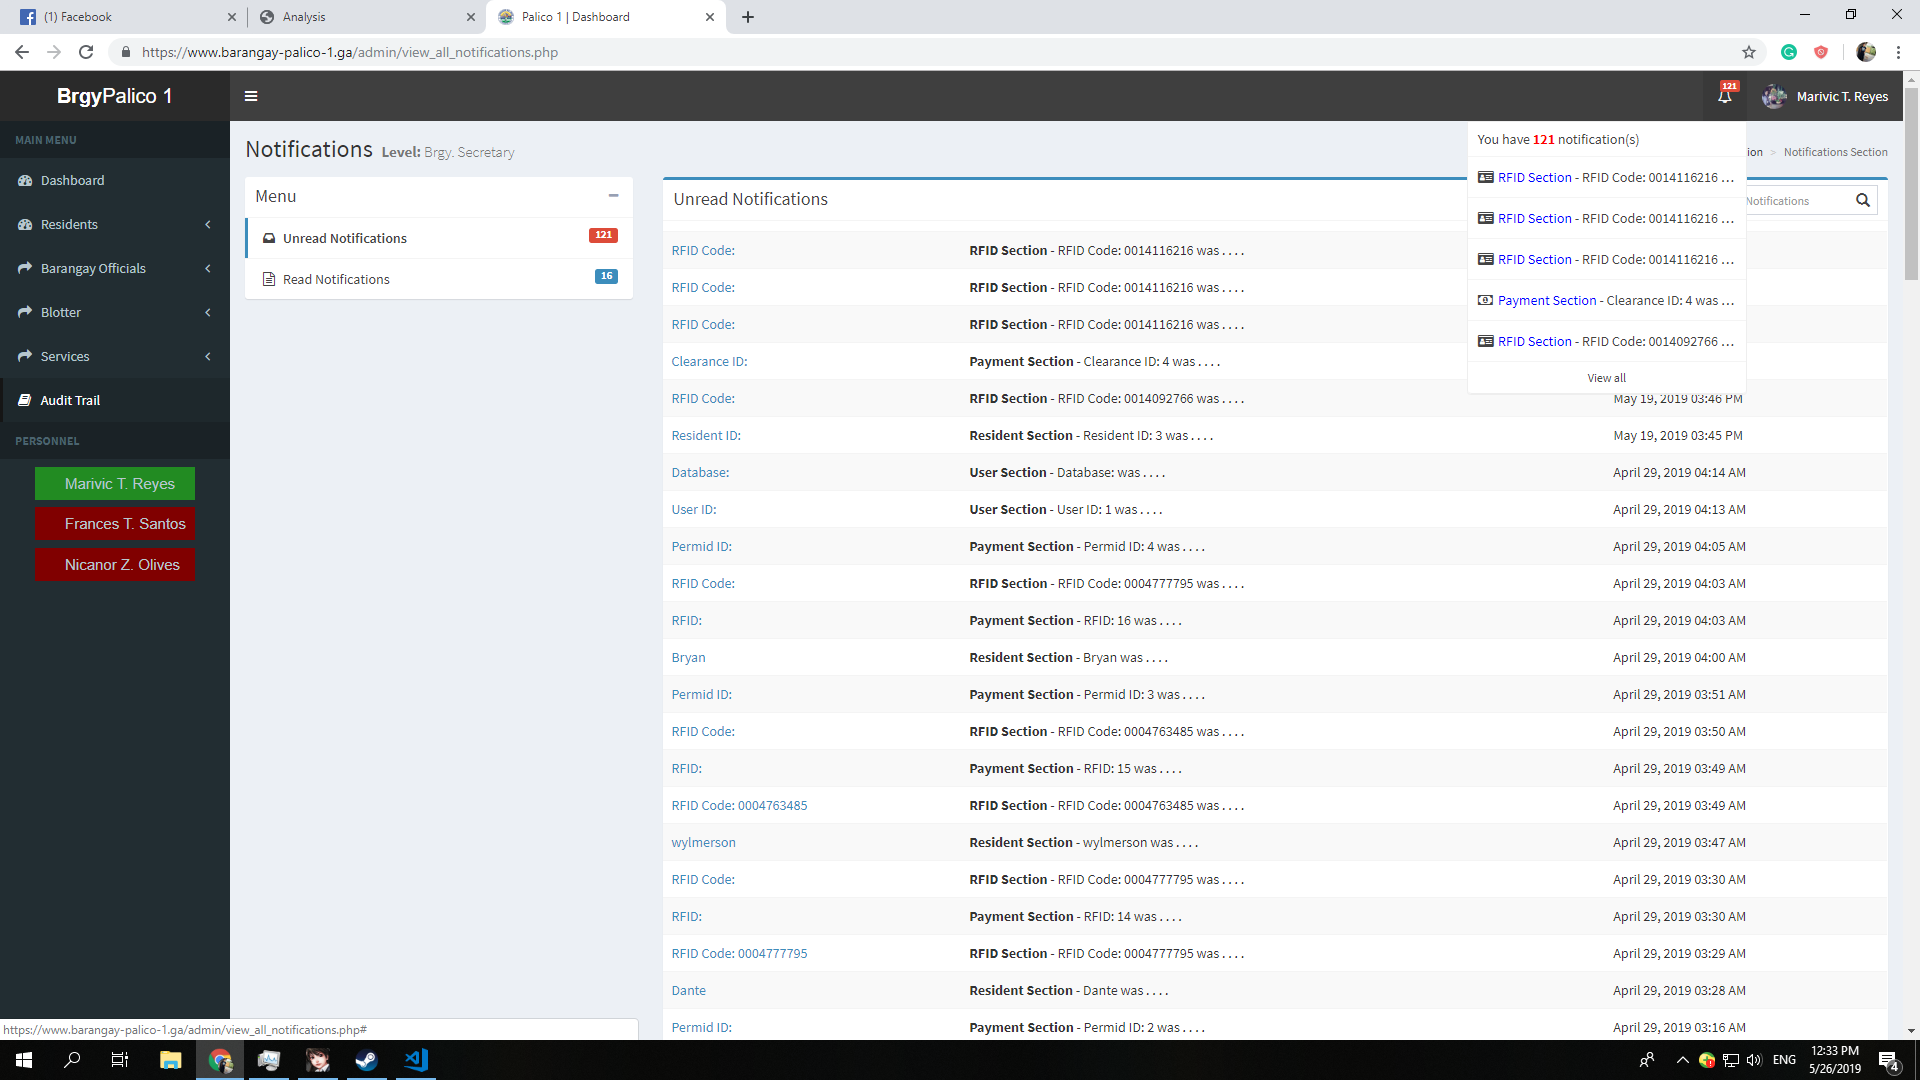 (1) Facebook
Analysis
Palico 1 | Dashboard
https://www.barangay-palico-1.ga/admin/view_all_notifications.php
BrgyPalico 1
121
Marivic T. Reyes
MAIN MENU
Dashboard
Residents
Barangay Officials
Blotter
Services
Audit Trail
PERSONNEL
Marivic T. Reyes
Frances T. Santos
Nicanor Z. Olives
Notifications Level: Brgy. Secretary
ion > Notifications Section
Menu
Unread Notifications 121
Read Notifications 16
You have 121 notification(s)
RFID Section - RFID Code: 0014116216 ...
RFID Section - RFID Code: 0014116216 ...
RFID Section - RFID Code: 0014116216 ...
Payment Section - Clearance ID: 4 was ...
RFID Section - RFID Code: 0014092766 ...
View all
Unread Notifications
Notifications
RFID Code: RFID Section - RFID Code: 0014116216 was . . . .
RFID Code: RFID Section - RFID Code: 0014116216 was . . . .
RFID Code: RFID Section - RFID Code: 0014116216 was . . . .
Clearance ID: Payment Section - Clearance ID: 4 was . . . .
RFID Code: RFID Section - RFID Code: 0014092766 was . . . . May 19, 2019 03:46 PM
Resident ID: Resident Section - Resident ID: 3 was . . . . May 19, 2019 03:45 PM
Database: User Section - Database: was . . . . April 29, 2019 04:14 AM
User ID: User Section - User ID: 1 was . . . . April 29, 2019 04:13 AM
Permid ID: Payment Section - Permid ID: 4 was . . . . April 29, 2019 04:05 AM
RFID Code: RFID Section - RFID Code: 0004777795 was . . . . April 29, 2019 04:03 AM
RFID: Payment Section - RFID: 16 was . . . . April 29, 2019 04:03 AM
Bryan Resident Section - Bryan was . . . . April 29, 2019 04:00 AM
Permid ID: Payment Section - Permid ID: 3 was . . . . April 29, 2019 03:51 AM
RFID Code: RFID Section - RFID Code: 0004763485 was . . . . April 29, 2019 03:50 AM
RFID: Payment Section - RFID: 15 was . . . . April 29, 2019 03:49 AM
RFID Code: 0004763485 RFID Section - RFID Code: 0004763485 was . . . . April 29, 2019 03:49 AM
wylmerson Resident Section - wylmerson was . . . . April 29, 2019 03:47 AM
RFID Code: RFID Section - RFID Code: 0004777795 was . . . . April 29, 2019 03:30 AM
RFID: Payment Section - RFID: 14 was . . . . April 29, 2019 03:30 AM
RFID Code: 0004777795 RFID Section - RFID Code: 0004777795 was . . . . April 29, 2019 03:29 AM
Dante Resident Section - Dante was . . . . April 29, 2019 03:28 AM
Permid ID: Payment Section - Permid ID: 2 was . . . . April 29, 2019 03:16 AM
https://www.barangay-palico-1.ga/admin/view_all_notifications.php#
ENG
12:33 PM
5/26/2019
4